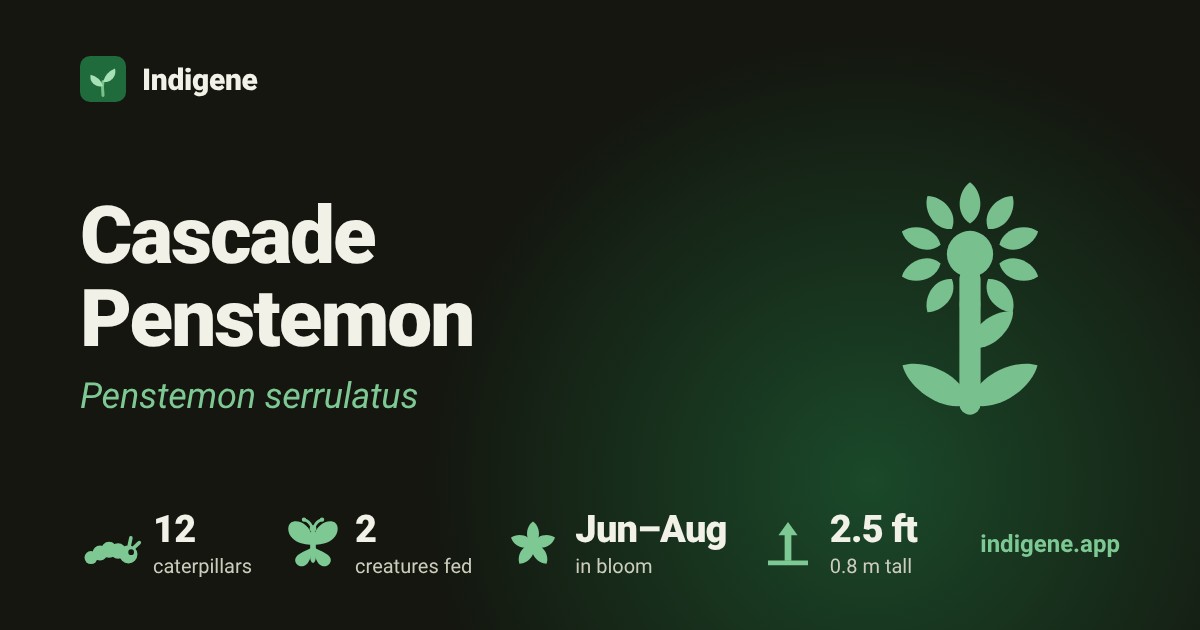 Indigene
Cascade
Penstemon
Penstemon serrulatus
12
caterpillars
2
creatures fed
Jun–Aug
in bloom
2.5 ft
0.8 m tall
indigene.app